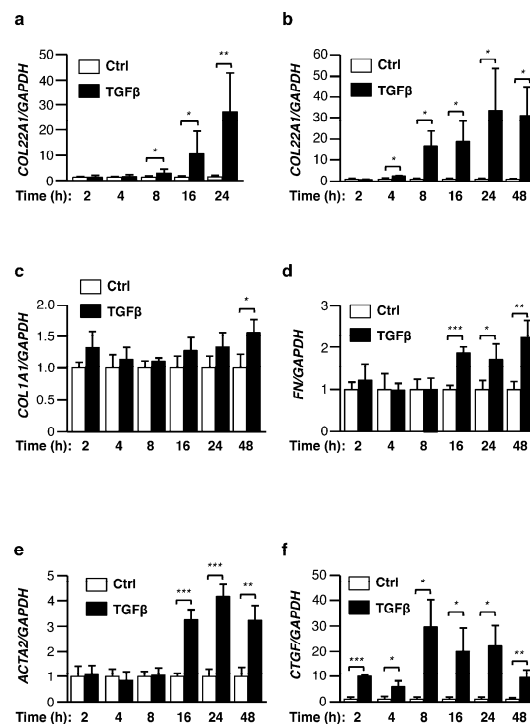 a
COL22A1/GAPDH
50
40
30
20
10
0
Ctrl
TGFβ
*
*
**
Time (h): 2 4 8 16 24
b
COL22A1/GAPDH
60
50
40
30
20
10
0
Ctrl
TGFβ
*
*
*
*
*
Time (h): 2 4 8 16 24 48
c
COL1A1/GAPDH
2.0
1.5
1.0
0.5
0
Ctrl
TGFβ
*
Time (h): 2 4 8 16 24 48
d
FN/GAPDH
3
2
1
0
Ctrl
TGFβ
***
*
**
Time (h): 2 4 8 16 24 48
e
ACTA2/GAPDH
5
4
3
2
1
0
Ctrl
TGFβ
***
***
**
Time (h): 2 4 8 16 24 48
f
CTGF/GAPDH
50
40
30
20
10
0
Ctrl
TGFβ
***
*
*
*
*
**
Time (h): 2 4 8 16 24 48